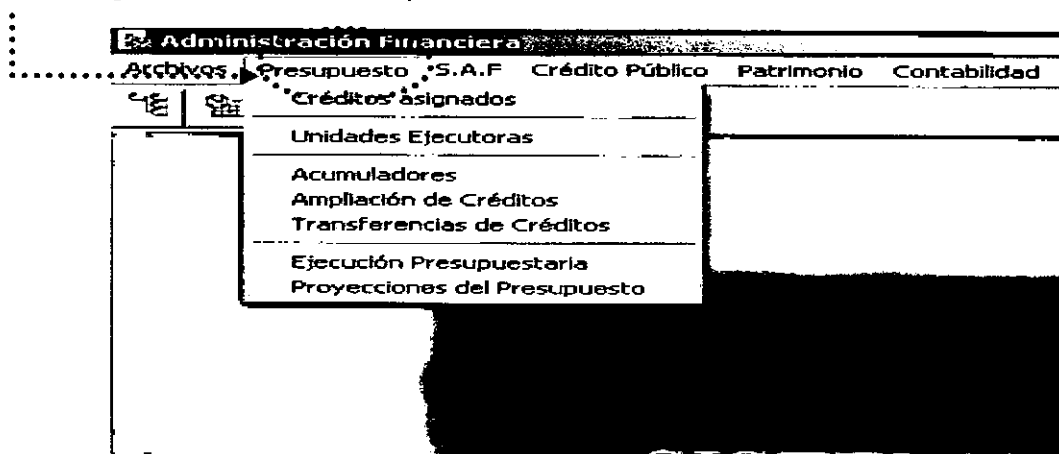 Administración Financiera
Archivos Presupuesto S.A.F Crédito Público Patrimonio Contabilidad
Créditos asignados
Unidades Ejecutoras
Acumuladores
Ampliación de Créditos
Transferencias de Créditos
Ejecución Presupuestaria
Proyecciones del Presupuesto